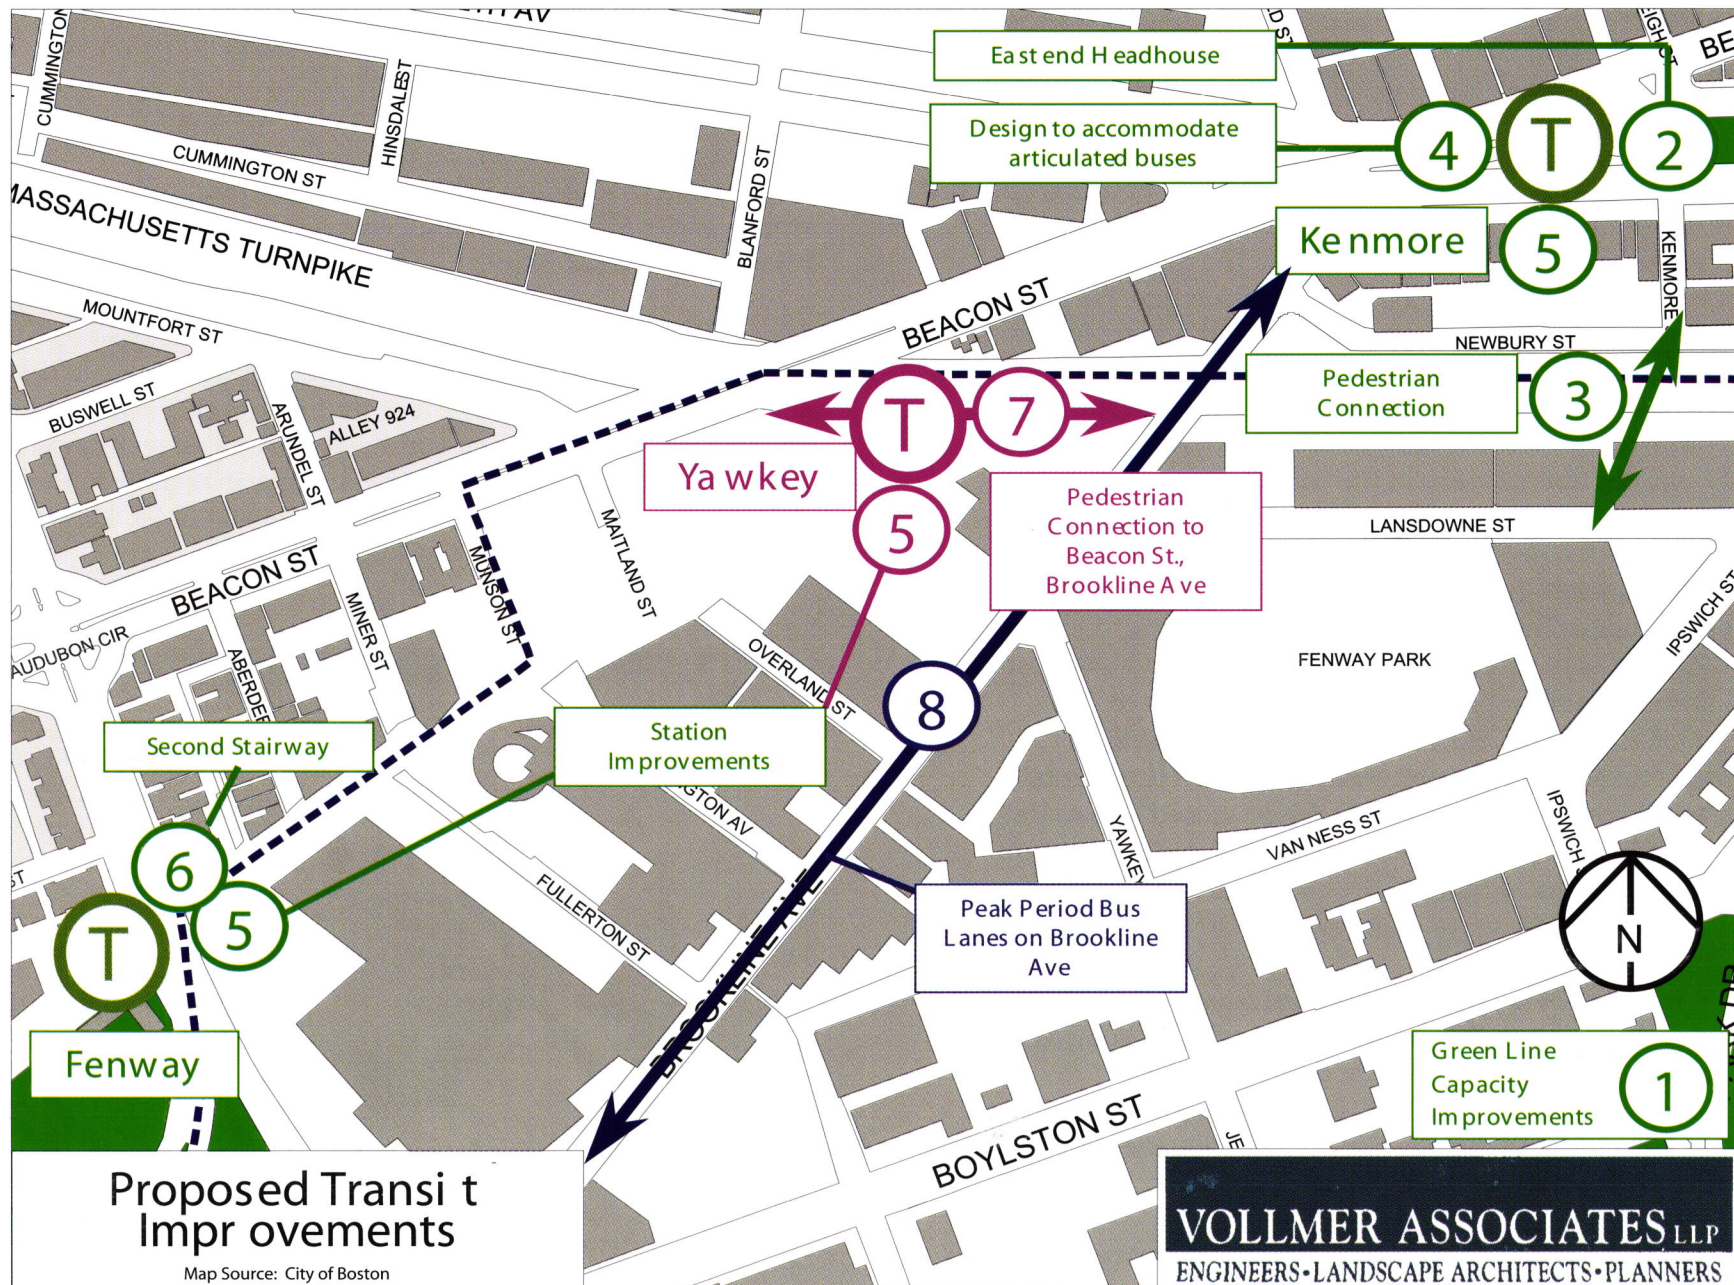 East end Headhouse
Design to accommodate
articulated buses
4
T
2
Kenmore
5
CUMMINGTON
HINSDALE ST
CUMMINGTON ST
BLANFORD ST
MASSACHUSETTS TURNPIKE
KENMORE
MOUNTFORT ST
BEACON ST
NEWBURY ST
BUSWELL ST
ARUNDEL ST
ALLEY 924
T
7
Pedestrian
Connection
3
Yawkey
5
Pedestrian
Connection to
Beacon St.,
Brookline Ave
LANSDOWNE ST
MAITLAND ST
MUNSON ST
BEACON ST
MINER ST
AUDUBON CIR
IPSWICH ST
OVERLAND ST
FENWAY PARK
8
Second Stairway
Station
Improvements
VAN NESS ST
IPSWICH
YAWKEY
6
5
T
FULLERTON ST
BROOKLINE AVE
Peak Period Bus
Lanes on Brookline
Ave
N
Fenway
Green Line
Capacity
Improvements
1
BOYLSTON ST
Proposed Transit
Improvements
Map Source: City of Boston
VOLLMER ASSOCIATES LLP
ENGINEERS•LANDSCAPE ARCHITECTS•PLANNERS